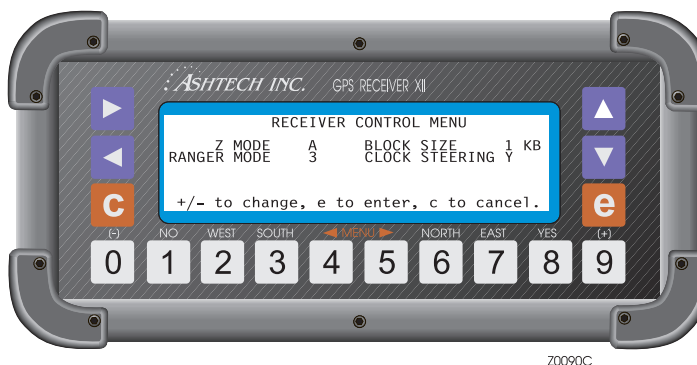 ASHTECH INC. GPS RECEIVER XII
RECEIVER CONTROL MENU
Z MODE A BLOCK SIZE 1 KB
RANGER MODE 3 CLOCK STEERING Y
+/- to change, e to enter, c to cancel.
c e
(-) NO WEST SOUTH MENU NORTH EAST YES (+)
0 1 2 3 4 5 6 7 8 9
Z0090C